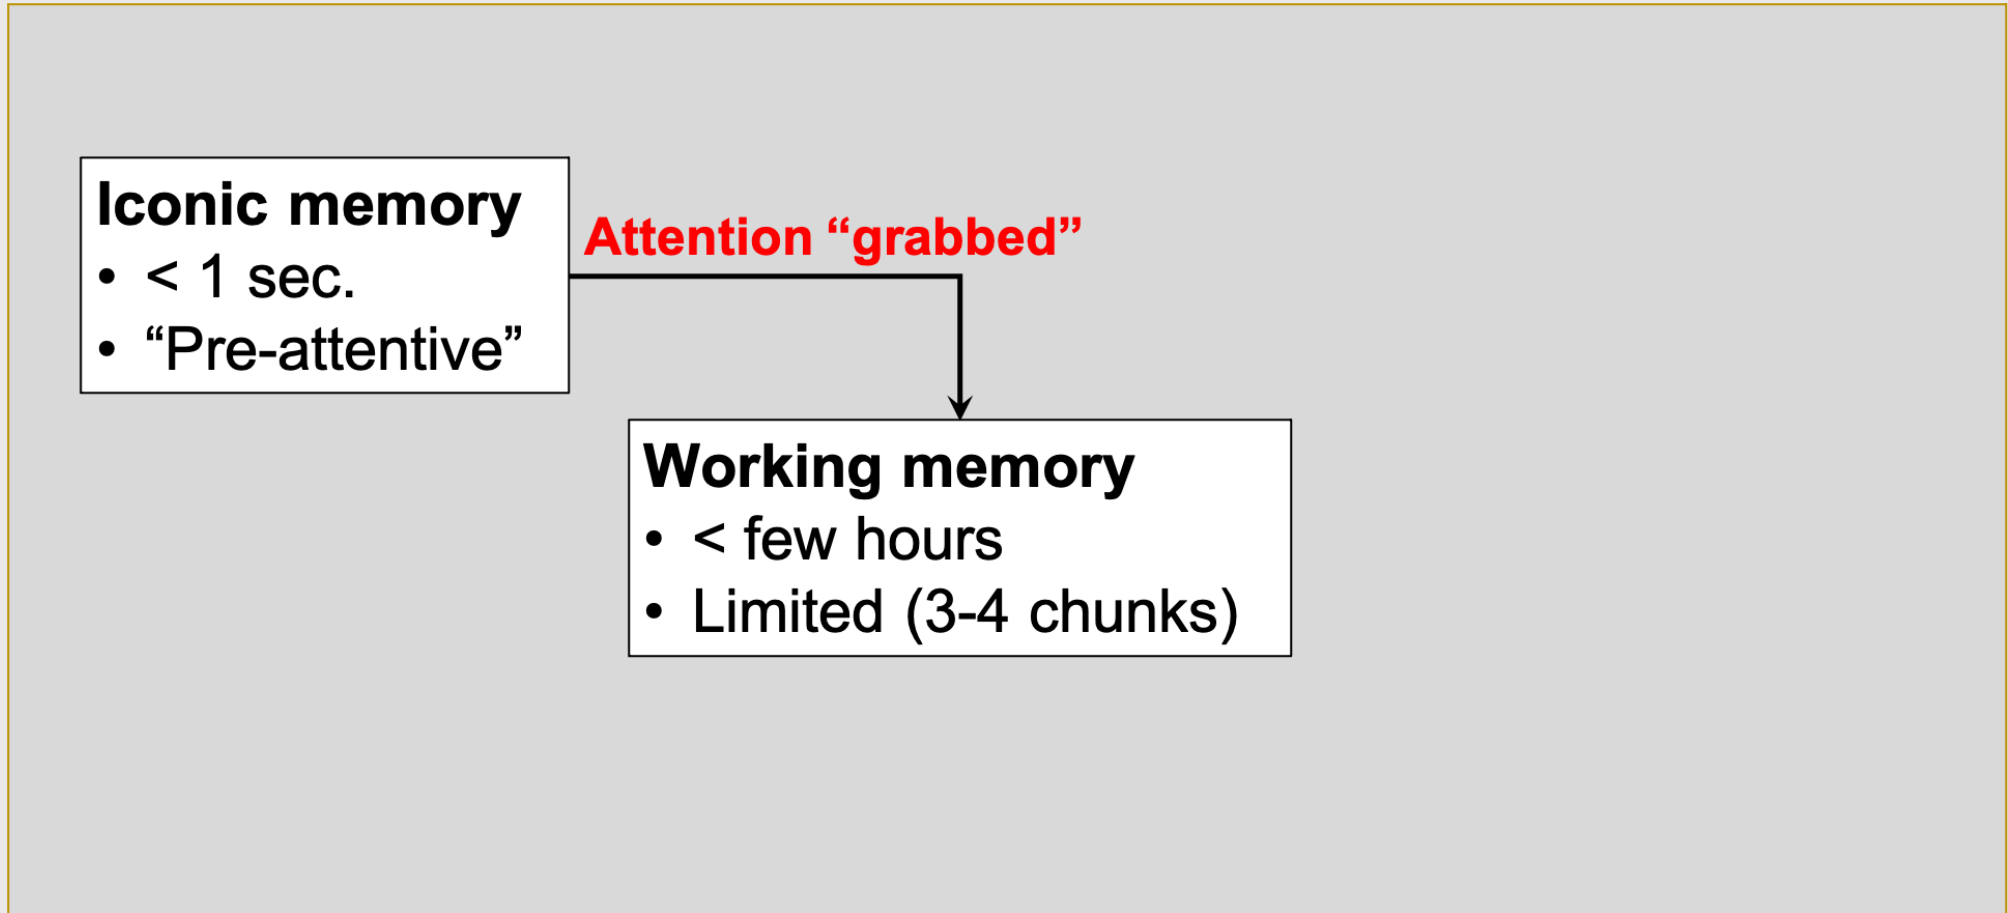 Iconic memory
• < 1 sec.
• “Pre-attentive”
Attention “grabbed”
Working memory
• < few hours
• Limited (3-4 chunks)